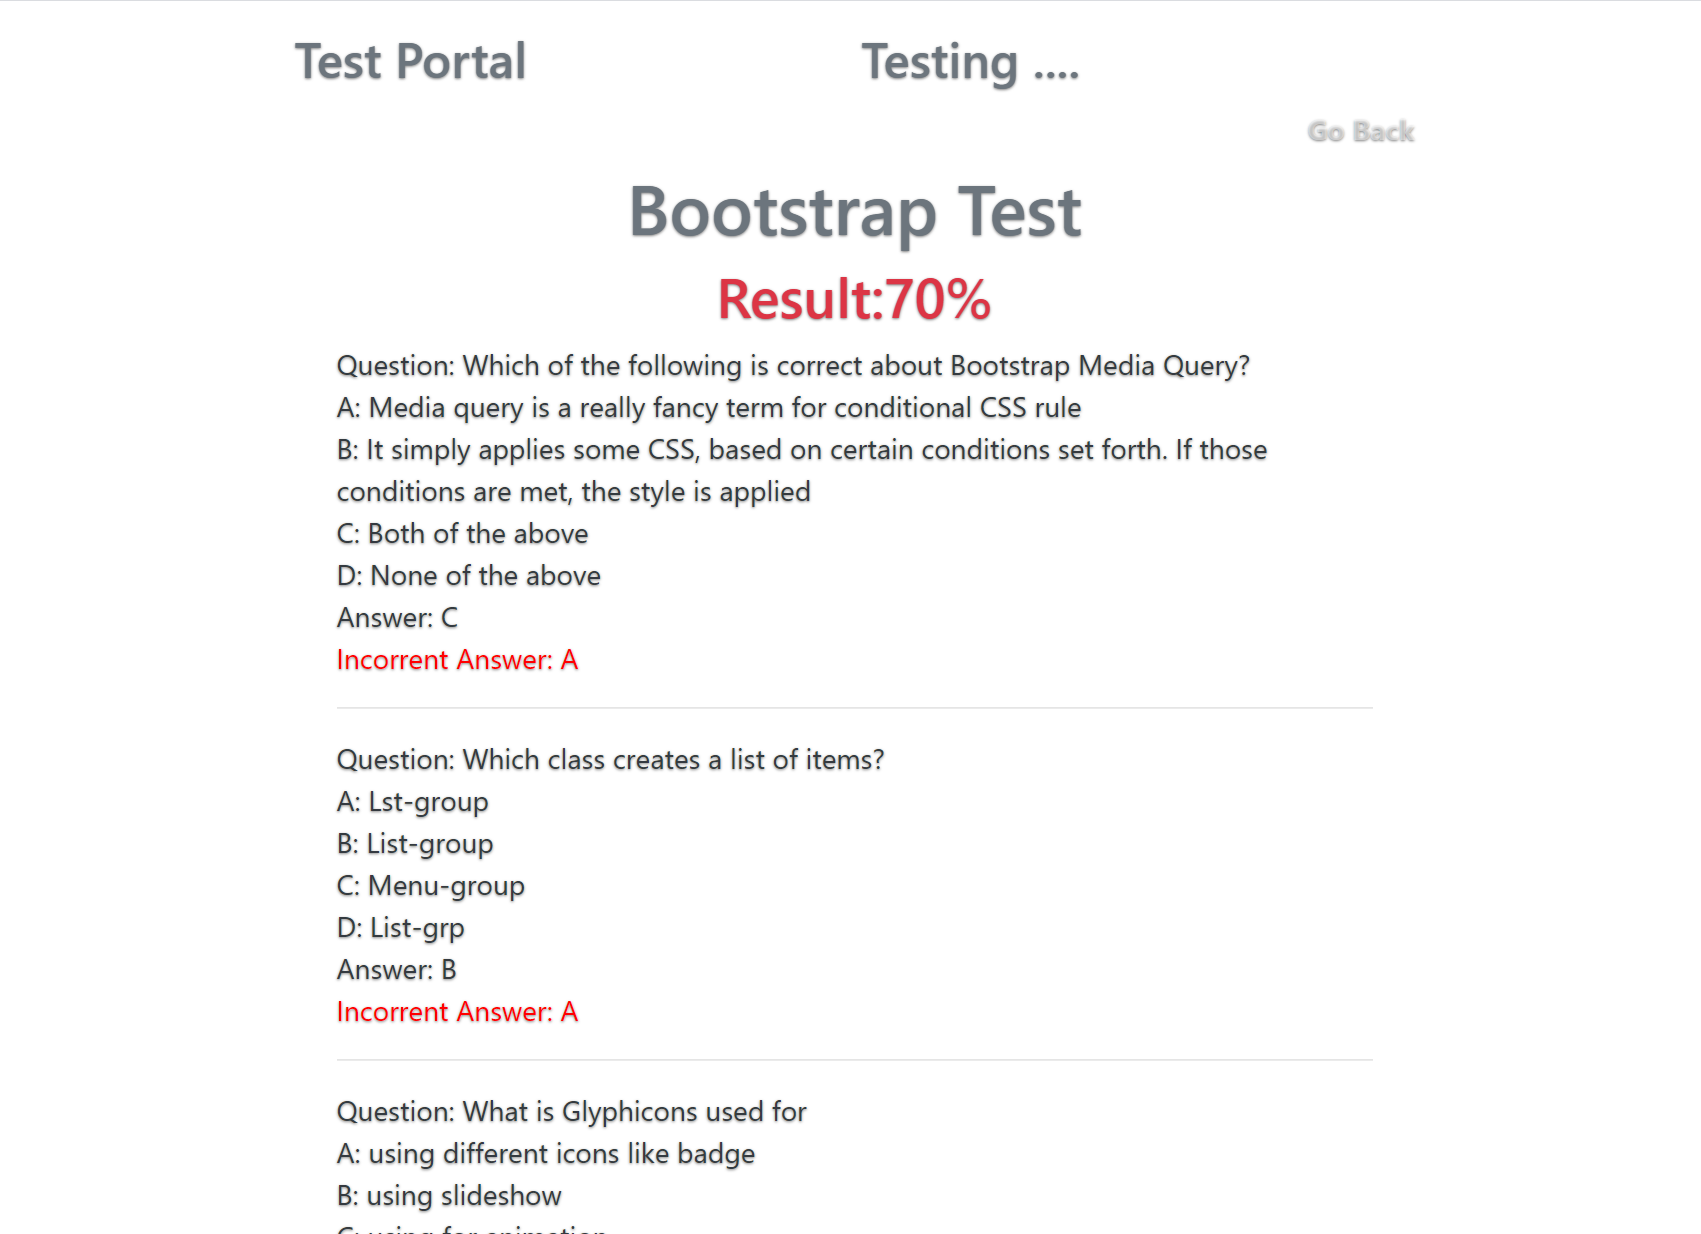 Test Portal
Testing ....
Go Back
Bootstrap Test
Result:70%
Question: Which of the following is correct about Bootstrap Media Query?
A: Media query is a really fancy term for conditional CSS rule
B: It simply applies some CSS, based on certain conditions set forth. If those
conditions are met, the style is applied
C: Both of the above
D: None of the above
Answer: C
Incorrent Answer: A
Question: Which class creates a list of items?
A: Lst-group
B: List-group
C: Menu-group
D: List-grp
Answer: B
Incorrent Answer: A
Question: What is Glyphicons used for
A: using different icons like badge
B: using slideshow
C: using for animation